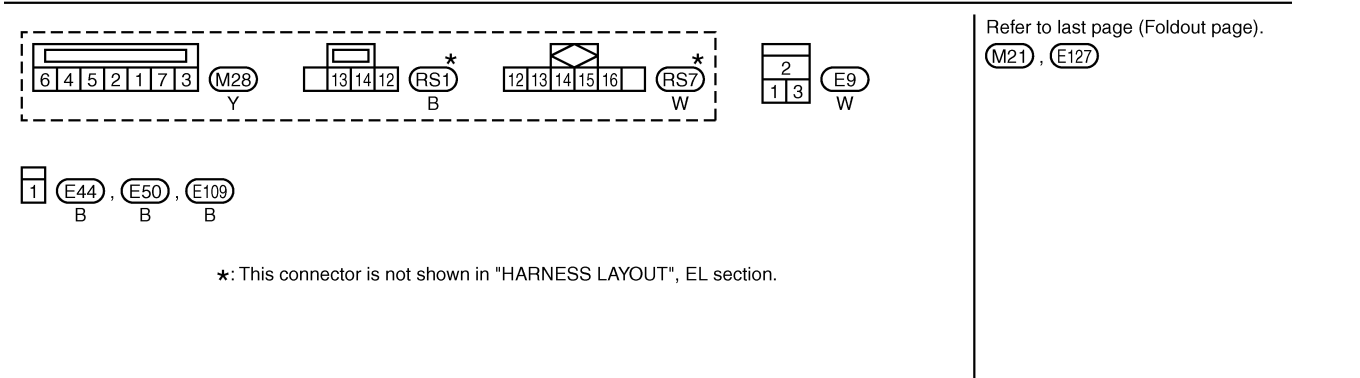 Refer to last page (Foldout page).
M21 , E127
* *
6 4 5 2 1 7 3 M28 13 14 12 RS1 12 13 14 15 16 RS7 2 E9
1 3
Y B W W
1 E44 , E50 , E109
B B B
*: This connector is not shown in "HARNESS LAYOUT", EL section.